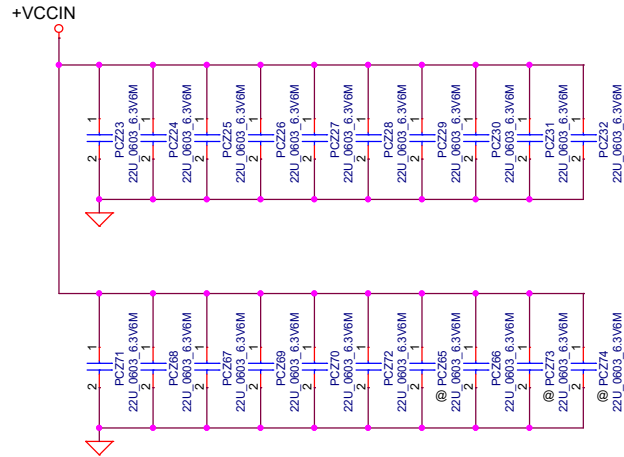 +VCCIN
1
2
PCZ23
22U_0603_6.3V6M
1
2
PCZ24
22U_0603_6.3V6M
1
2
PCZ25
22U_0603_6.3V6M
1
2
PCZ26
22U_0603_6.3V6M
1
2
PCZ27
22U_0603_6.3V6M
1
2
PCZ28
22U_0603_6.3V6M
1
2
PCZ29
22U_0603_6.3V6M
1
2
PCZ30
22U_0603_6.3V6M
1
2
PCZ31
22U_0603_6.3V6M
1
2
PCZ32
22U_0603_6.3V6M
1
2
PCZ71
22U_0603_6.3V6M
1
2
PCZ68
22U_0603_6.3V6M
1
2
PCZ67
22U_0603_6.3V6M
1
2
PCZ69
22U_0603_6.3V6M
1
2
PCZ70
22U_0603_6.3V6M
1
2
PCZ72
22U_0603_6.3V6M
1
2
@ PCZ65
22U_0603_6.3V6M
1
2
PCZ66
22U_0603_6.3V6M
1
2
@ PCZ73
22U_0603_6.3V6M
1
2
@ PCZ74
22U_0603_6.3V6M